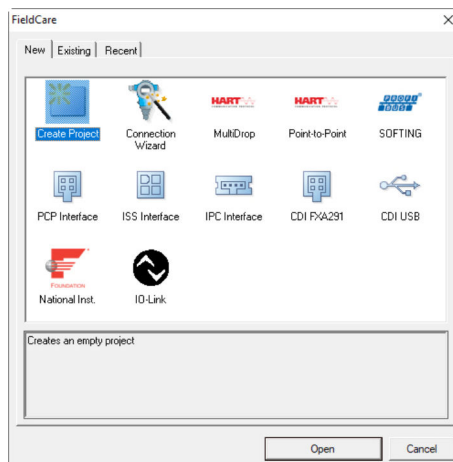 FieldCare
New
Existing
Recent
Create Project
Connection
Wizard
HART
MultiDrop
HART
Point-to-Point
SOFTING
PCP Interface
ISS Interface
IPC Interface
CDI FXA291
CDI USB
FOUNDATION
National Inst.
IO-Link
Creates an empty project
Open
Cancel